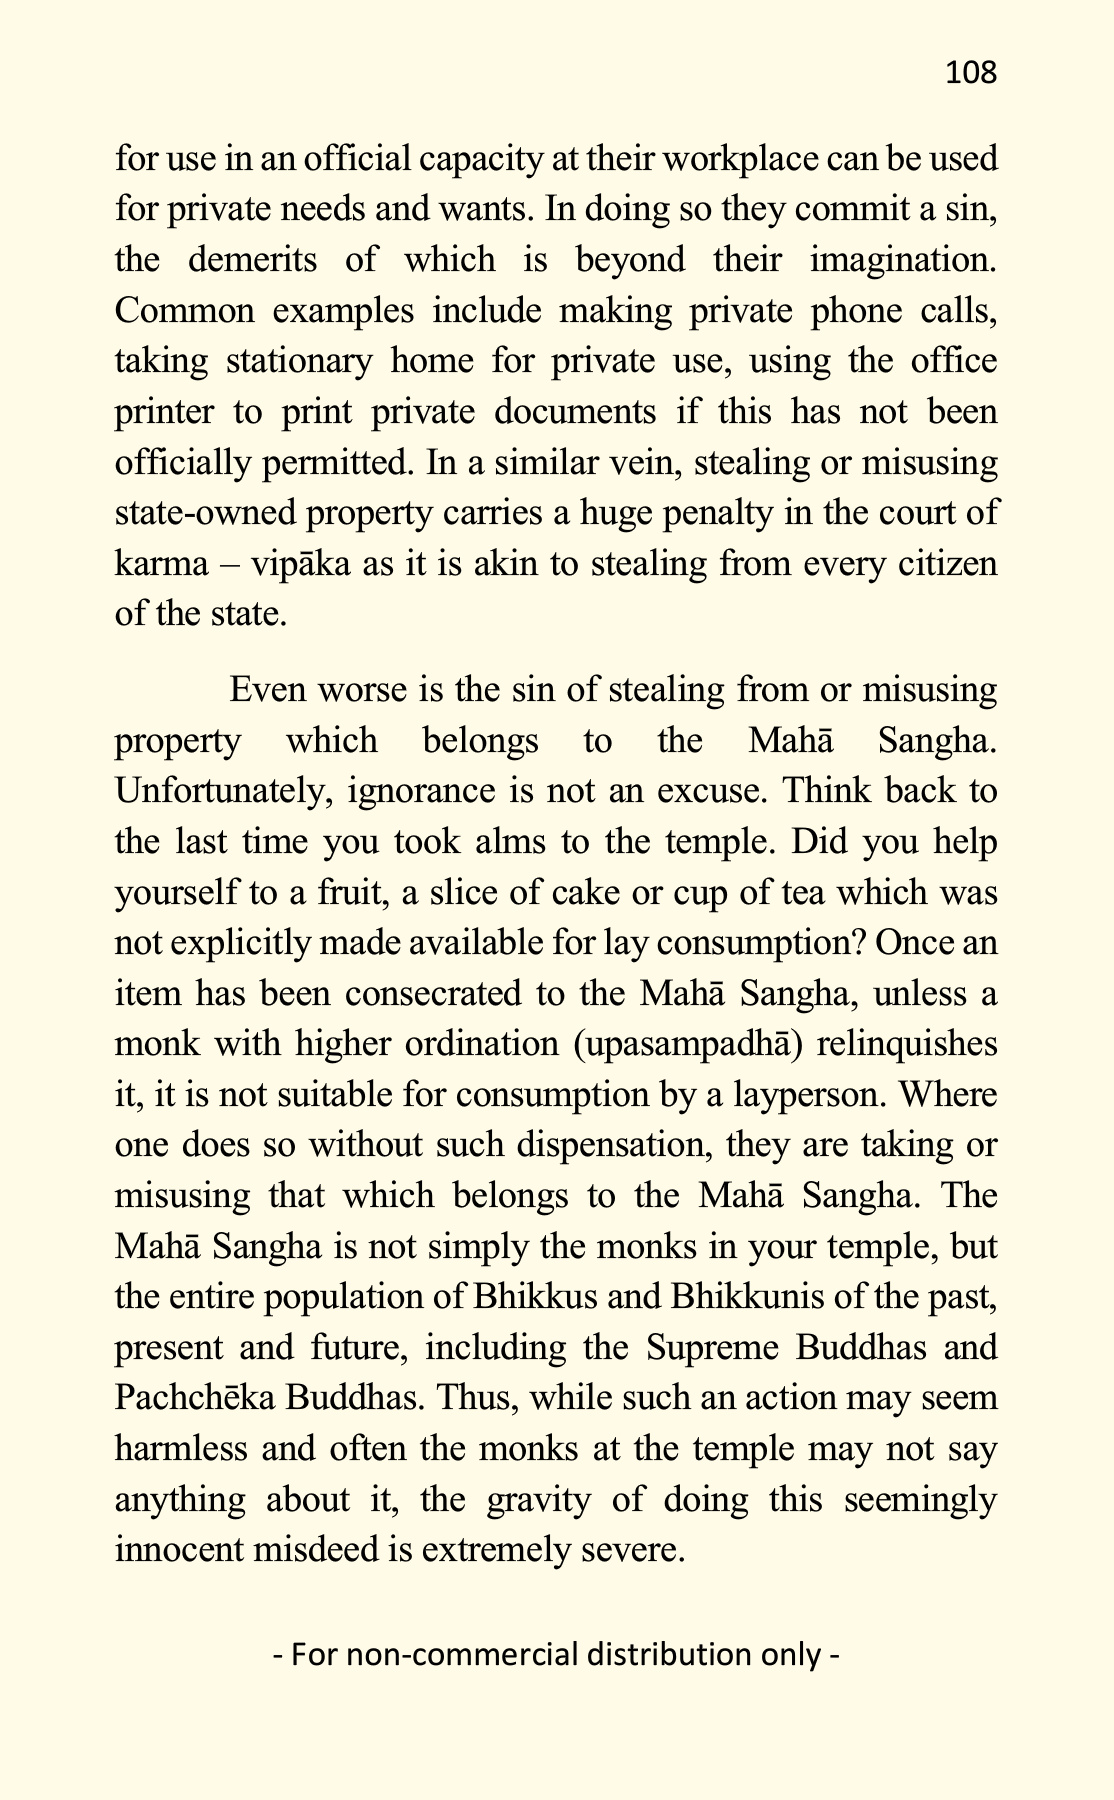 108
for use in an official capacity at their workplace can be used
for private needs and wants. In doing so they commit a sin,
the demerits of which is beyond their imagination.
Common examples include making private phone calls,
taking stationary home for private use, using the office
printer to print private documents if this has not been
officially permitted. In a similar vein, stealing or misusing
state-owned property carries a huge penalty in the court of
karma – vipāka as it is akin to stealing from every citizen
of the state.
Even worse is the sin of stealing from or misusing
property which belongs to the Mahā Sangha.
Unfortunately, ignorance is not an excuse. Think back to
the last time you took alms to the temple. Did you help
yourself to a fruit, a slice of cake or cup of tea which was
not explicitly made available for lay consumption? Once an
item has been consecrated to the Mahā Sangha, unless a
monk with higher ordination (upasampadhā) relinquishes
it, it is not suitable for consumption by a layperson. Where
one does so without such dispensation, they are taking or
misusing that which belongs to the Mahā Sangha. The
Mahā Sangha is not simply the monks in your temple, but
the entire population of Bhikkus and Bhikkunis of the past,
present and future, including the Supreme Buddhas and
Pachchēka Buddhas. Thus, while such an action may seem
harmless and often the monks at the temple may not say
anything about it, the gravity of doing this seemingly
innocent misdeed is extremely severe.
- For non-commercial distribution only -